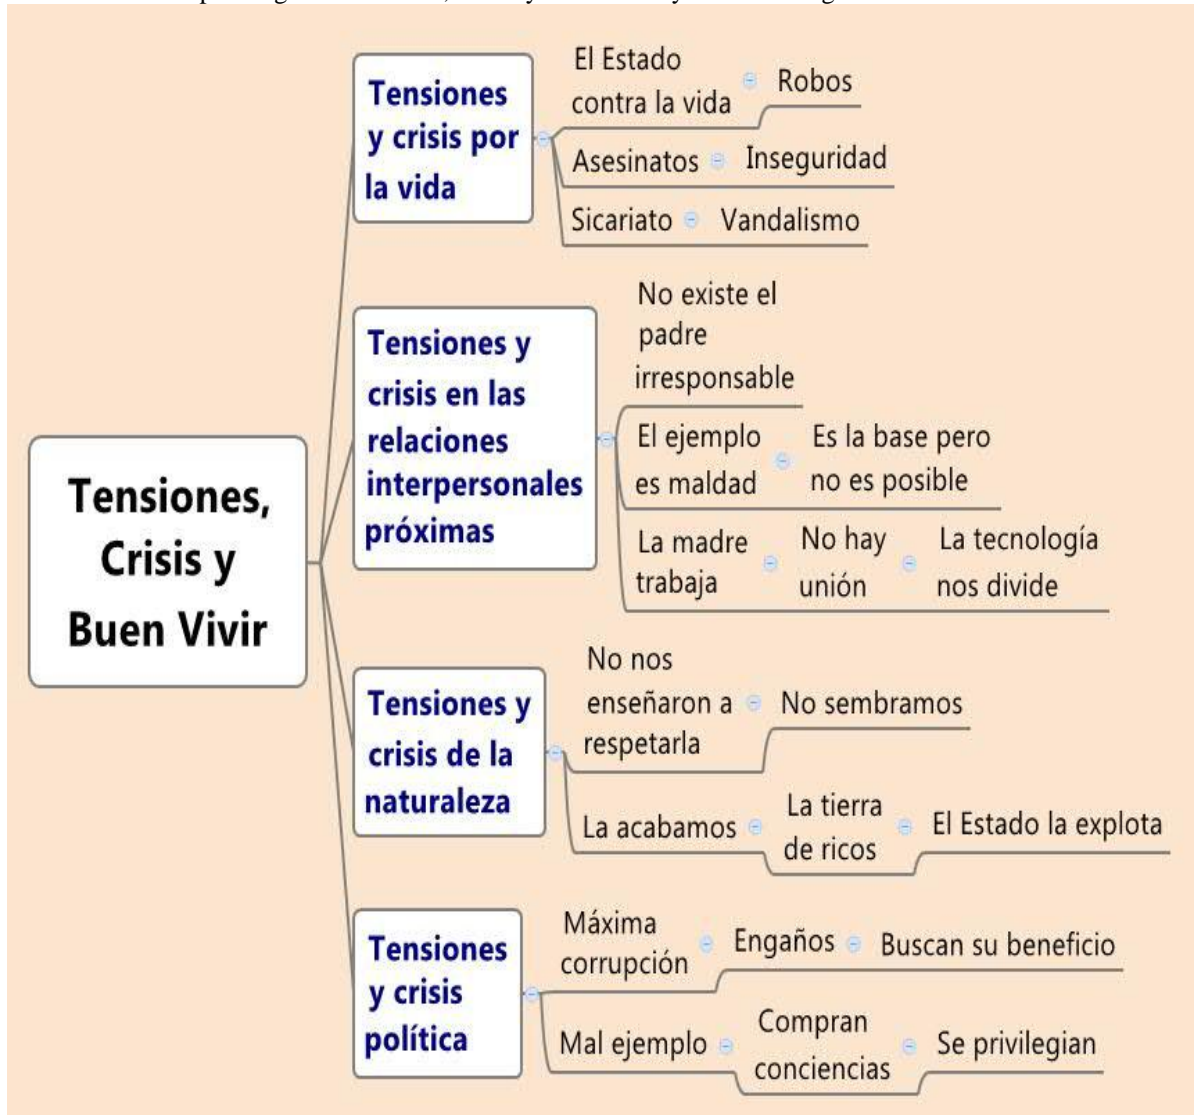 Tensiones,
Crisis y
Buen Vivir
Tensiones
y crisis por
la vida
El Estado
contra la vida
Robos
Asesinatos
Inseguridad
Sicariato
Vandalismo
Tensiones y
crisis en las
relaciones
interpersonales
próximas
No existe el
padre
irresponsable
El ejemplo
es maldad
Es la base pero
no es posible
La madre
trabaja
No hay
unión
La tecnología
nos divide
Tensiones y
crisis de la
naturaleza
No nos
enseñaron a
respetarla
No sembramos
La acabamos
La tierra
de ricos
El Estado la explota
Tensiones
y crisis
política
Máxima
corrupción
Engaños
Buscan su beneficio
Mal ejemplo
Compran
conciencias
Se privilegian